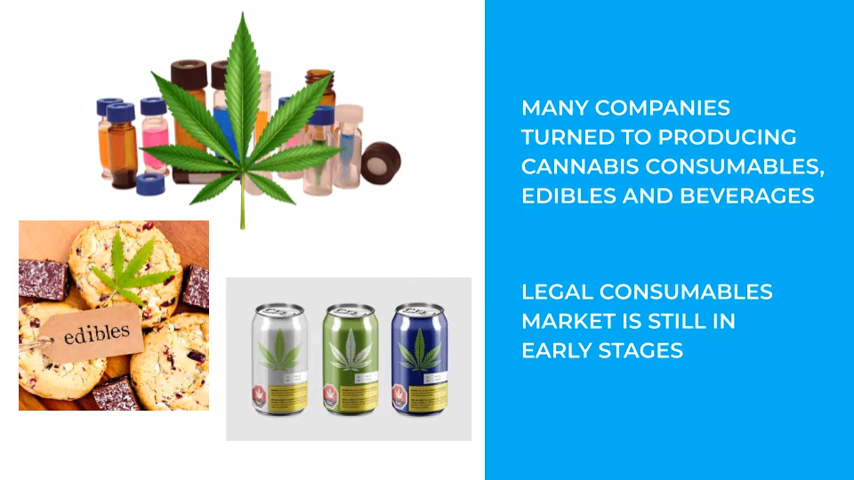 MANY COMPANIES
TURNED TO PRODUCING
CANNABIS CONSUMABLES,
EDIBLES AND BEVERAGES
LEGAL CONSUMABLES
MARKET IS STILL IN
EARLY STAGES
edibles